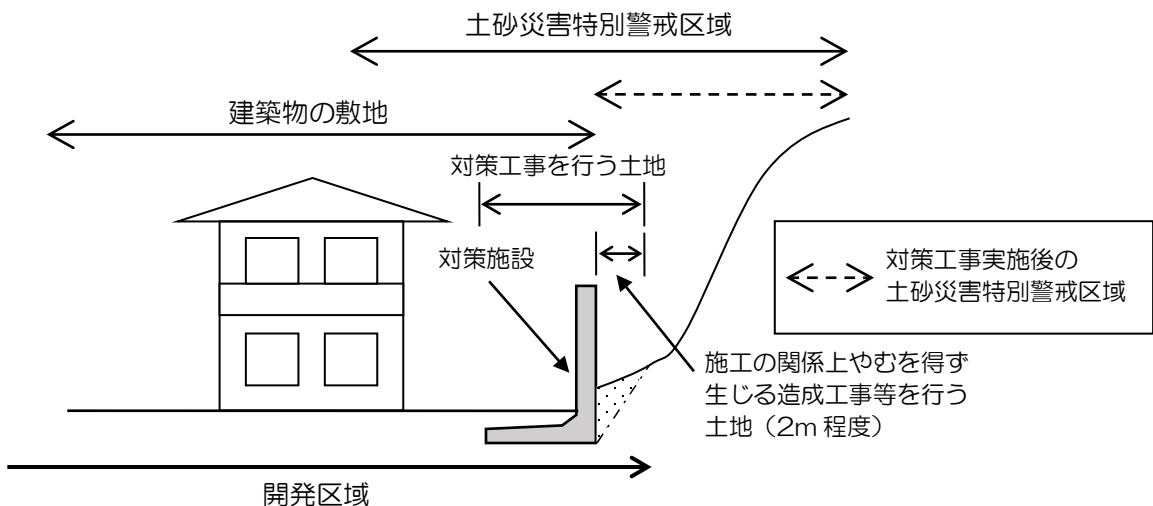 土砂災害特別警戒区域
建築物の敷地
対策工事を行う土地
対策施設
対策工事実施後の
土砂災害特別警戒区域
施工の関係上やむを得ず
生じる造成工事等を行う
土地（2m 程度）
開発区域